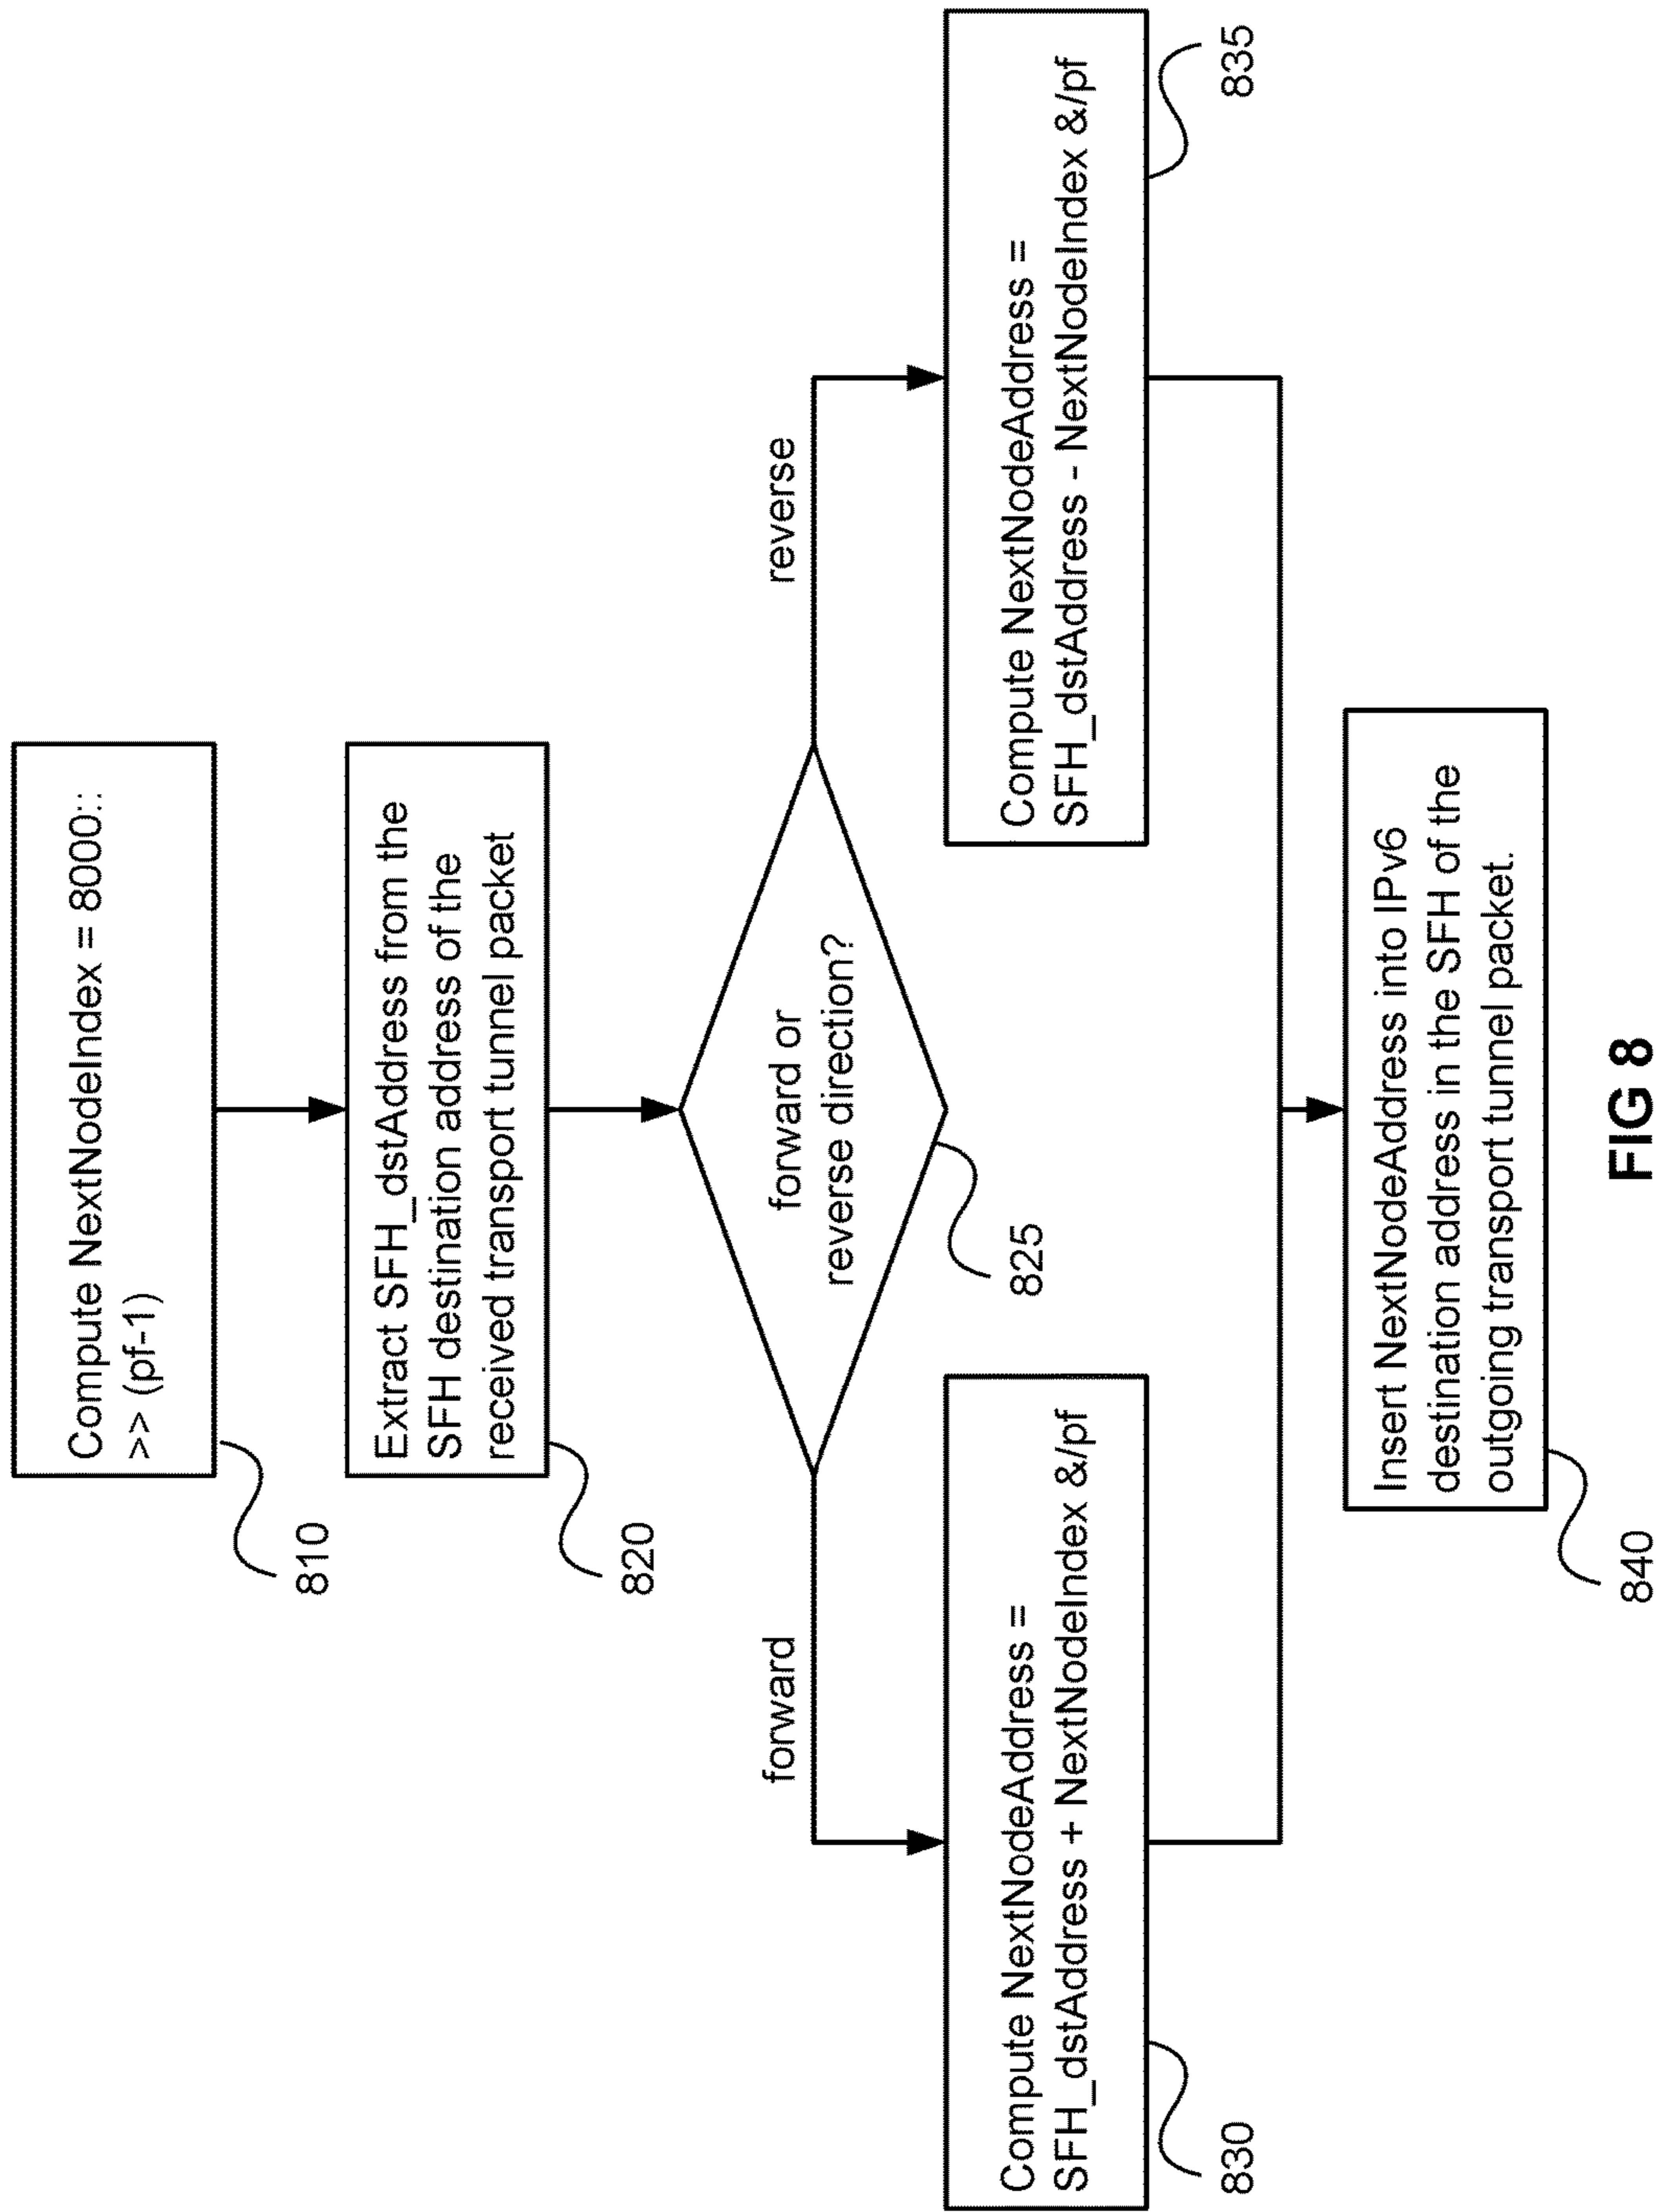 Compute NextNodeIndex = 8000::
>> (pf-1)
810
Extract SFH_dstAddress from the
SFH destination address of the
received transport tunnel packet
820
forward or
reverse direction?
825
forward
reverse
Compute NextNodeAddress =
SFH_dstAddress + NextNodeIndex &/pf
830
Compute NextNodeAddress =
SFH_dstAddress - NextNodeIndex &/pf
835
Insert NextNodeAddress into IPv6
destination address in the SFH of the
outgoing transport tunnel packet.
840
FIG 8